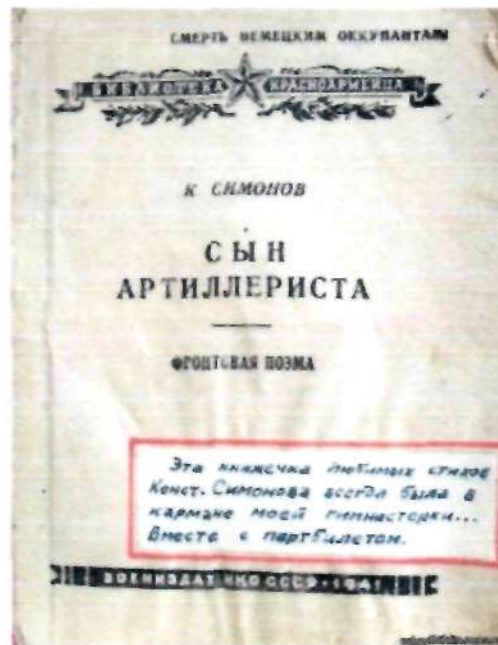 СМЕРТЬ НЕМЕЦКИМ ОККУПАНТАМ
БИБЛИОТЕКА КРАСНОАРМЕЙЦА
К СИМОНОВ
СЫН
АРТИЛЛЕРИСТА
ФРОНТОВАЯ ПОЭМА
Эта книжечка любимых стихов
Конст. Симонова всегда была в
кармане моей гимнастерки...
Вместе с партбилетом.
ВОЕНИЗДАТ НКО СССР · 1941